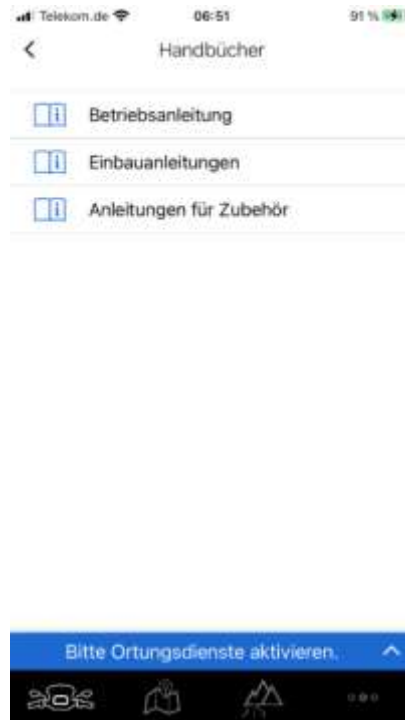 Telekom.de 06:51 91 %
Handbücher
Betriebsanleitung
Einbauanleitungen
Anleitungen für Zubehör
Bitte Ortungsdienste aktivieren.